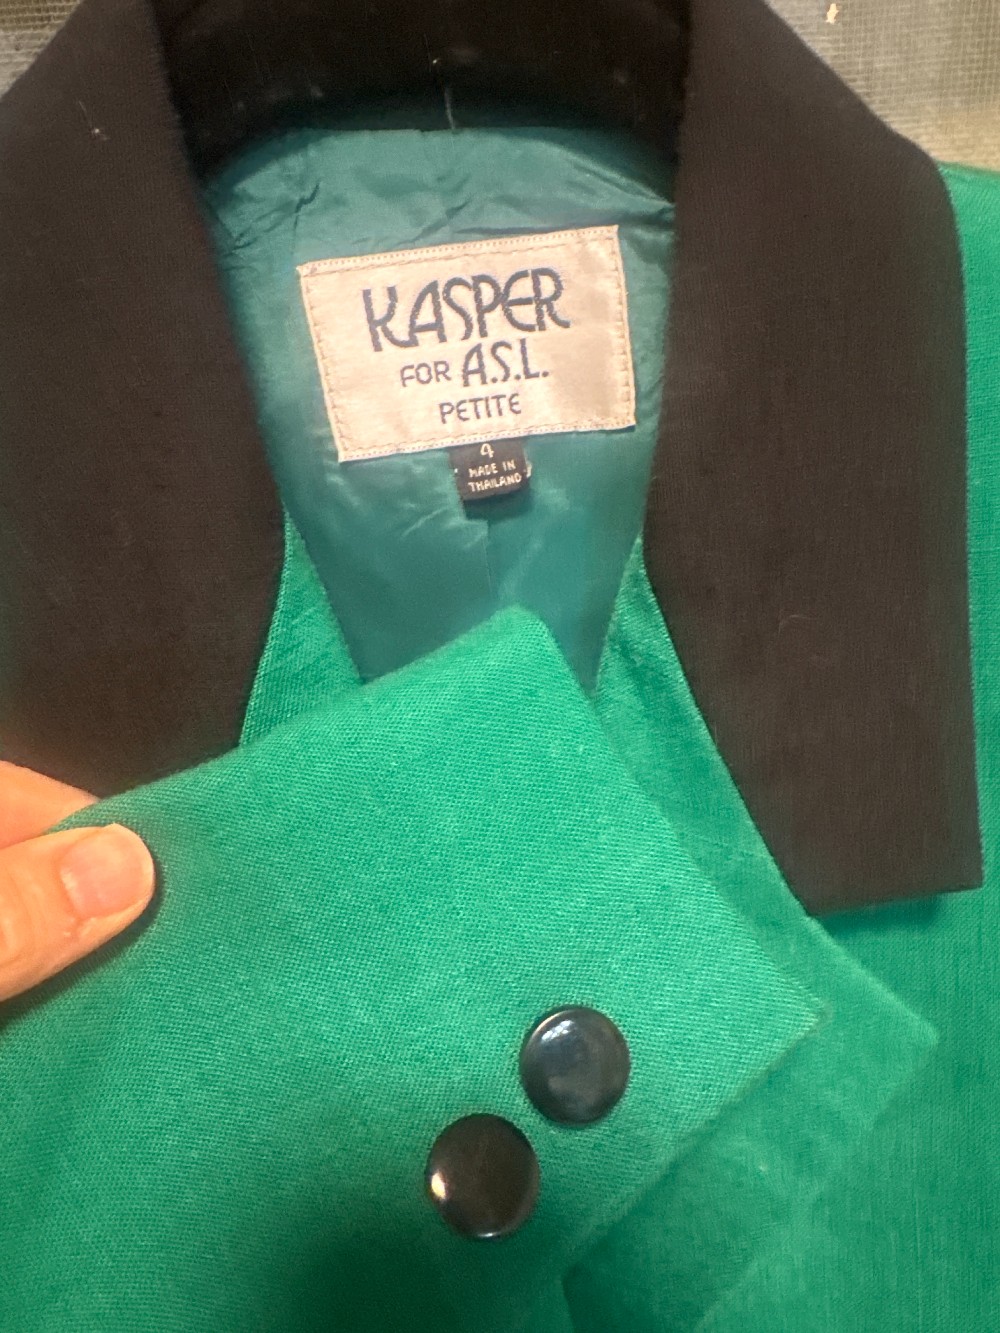 KASPER
FOR A.S.L.
PETITE
4
MADE IN
THAILAND